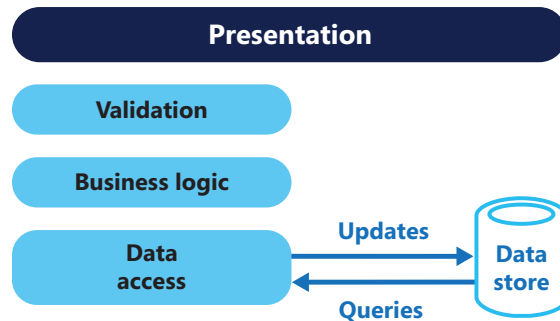 Presentation
Validation
Business logic
Data
access
Updates
Queries
Data
store